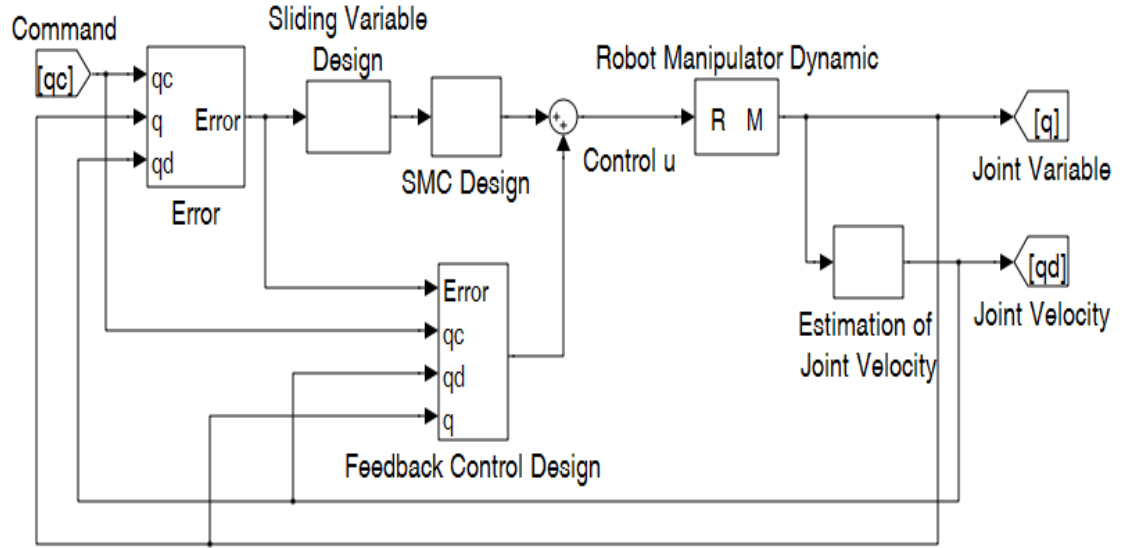 Command
[qc]
qc
q
qd
Error
Error
Sliding Variable
Design
SMC Design
+
+
Control u
Robot Manipulator Dynamic
R M
[q]
Joint Variable
[qd]
Joint Velocity
Estimation of
Joint Velocity
Error
qc
qd
q
Feedback Control Design